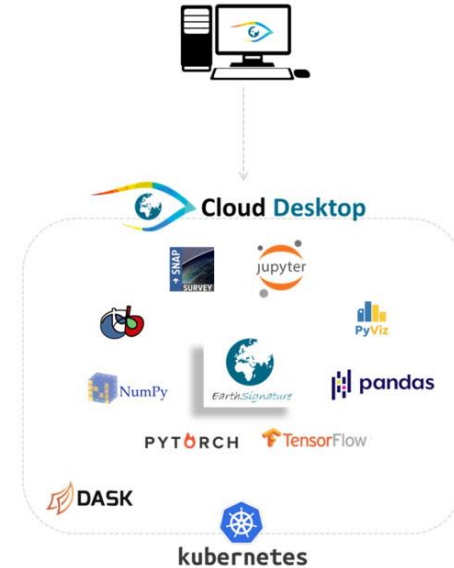 Cloud Desktop
+ SNAP
SURVEY
jupyter
PyViz
NumPy
EarthSignature
pandas
PYTORCH
TensorFlow
DASK
kubernetes